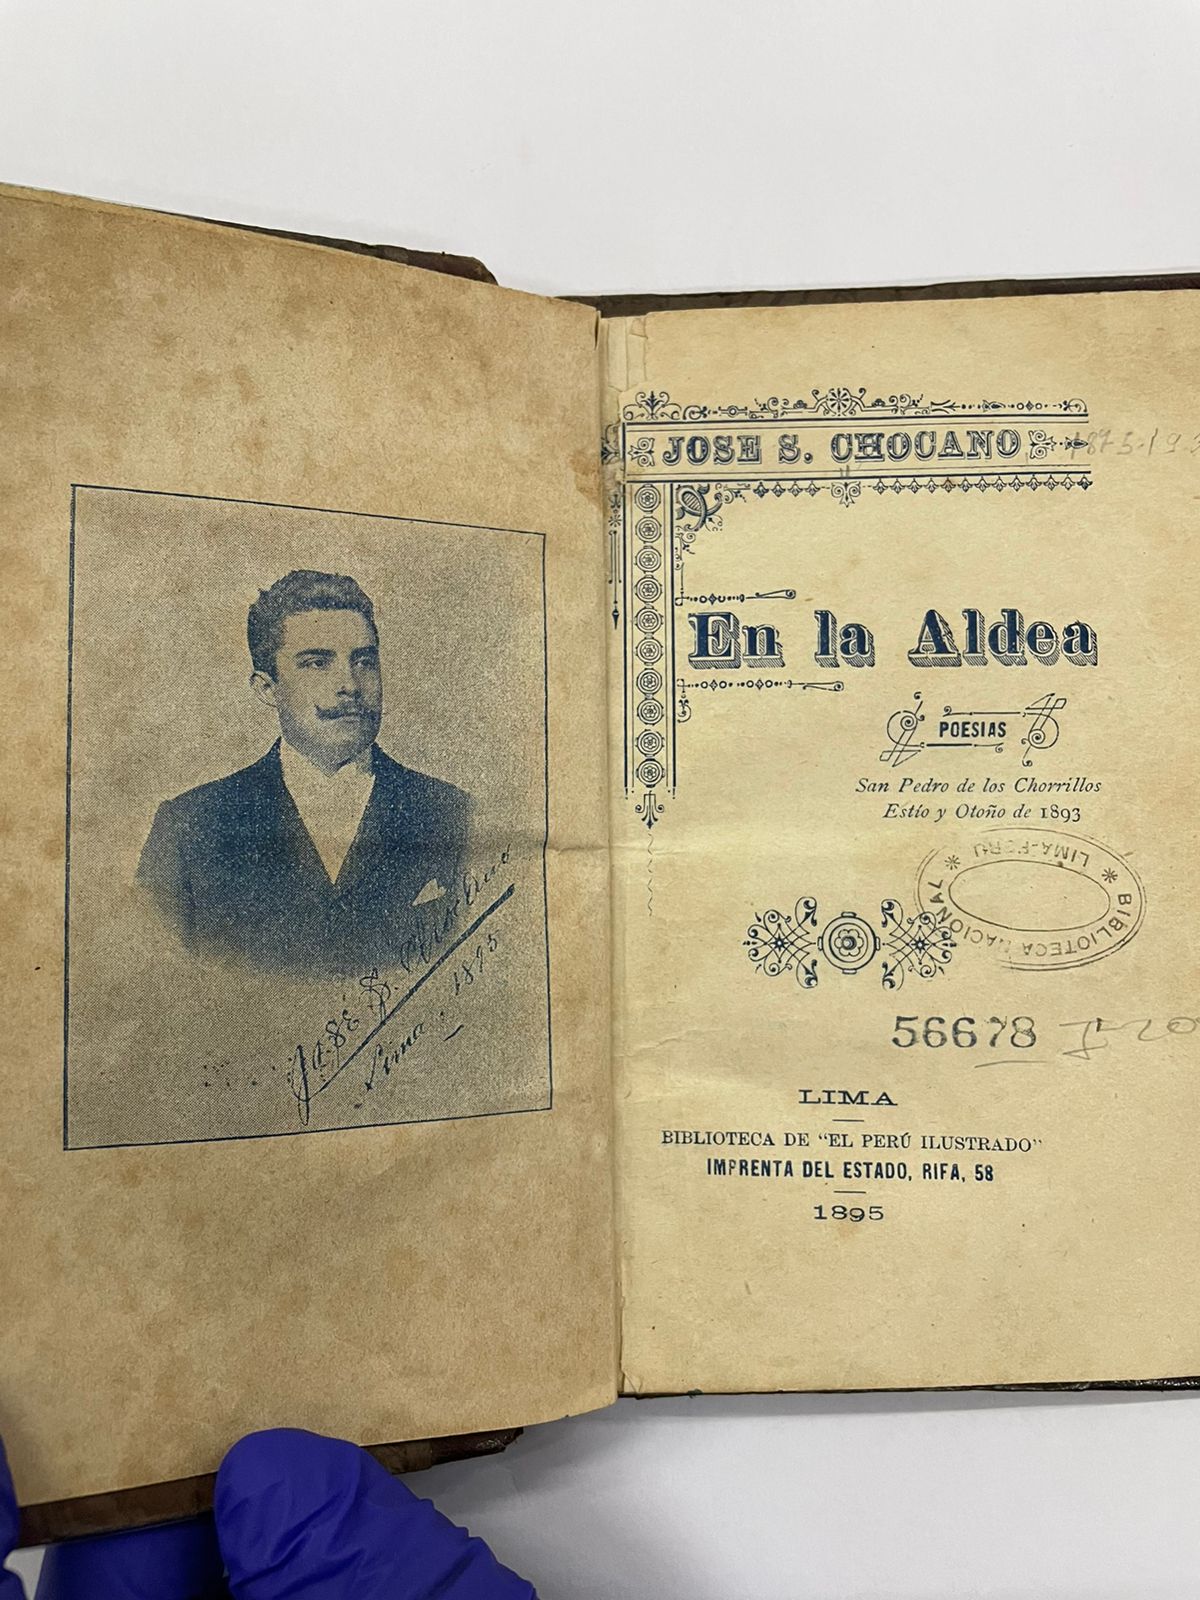 José S. Chocano
Lima, 1895
JOSE S. CHOCANO
En la Aldea
POESIAS
San Pedro de los Chorrillos
Estío y Otoño de 1893
BIBLIOTECA NACIONAL
LIMA-PERU
56678
LIMA
BIBLIOTECA DE "EL PERÚ ILUSTRADO"
IMPRENTA DEL ESTADO, RIFA, 58
1895